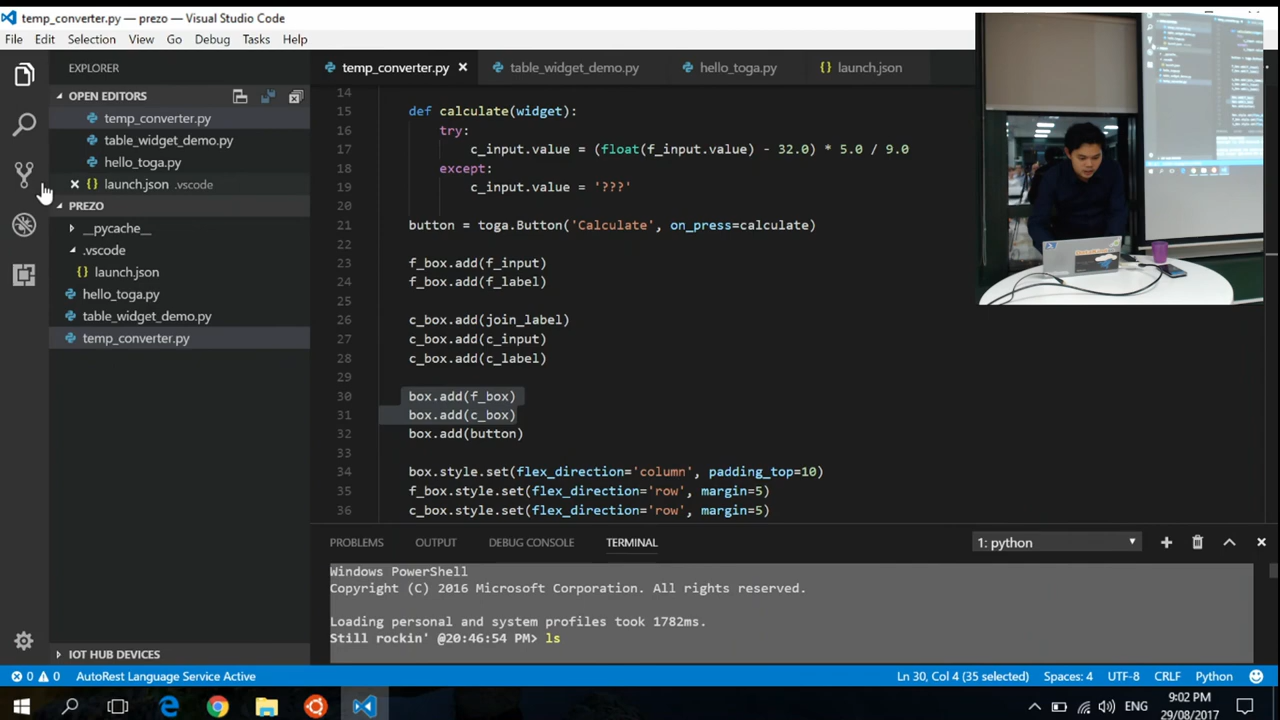 temp_converter.py — prezo — Visual Studio Code
File Edit Selection View Go Debug Tasks Help
EXPLORER
OPEN EDITORS
temp_converter.py
table_widget_demo.py
hello_toga.py
launch.json .vscode
PREZO
__pycache__
.vscode
launch.json
hello_toga.py
table_widget_demo.py
temp_converter.py
IOT HUB DEVICES
temp_converter.py table_widget_demo.py hello_toga.py launch.json
14
15 def calculate(widget):
16 try:
17 c_input.value = (float(f_input.value) - 32.0) * 5.0 / 9.0
18 except:
19 c_input.value = '???'
20
21 button = toga.Button('Calculate', on_press=calculate)
22
23 f_box.add(f_input)
24 f_box.add(f_label)
25
26 c_box.add(join_label)
27 c_box.add(c_input)
28 c_box.add(c_label)
29
30 box.add(f_box)
31 box.add(c_box)
32 box.add(button)
33
34 box.style.set(flex_direction='column', padding_top=10)
35 f_box.style.set(flex_direction='row', margin=5)
36 c_box.style.set(flex_direction='row', margin=5)
PROBLEMS OUTPUT DEBUG CONSOLE TERMINAL 1: python
Windows PowerShell
Copyright (C) 2016 Microsoft Corporation. All rights reserved.
Loading personal and system profiles took 1782ms.
Still rockin' @20:46:54 PM> ls
0 0 AutoRest Language Service Active Ln 30, Col 4 (35 selected) Spaces: 4 UTF-8 CRLF Python
ENG 9:02 PM
29/08/2017